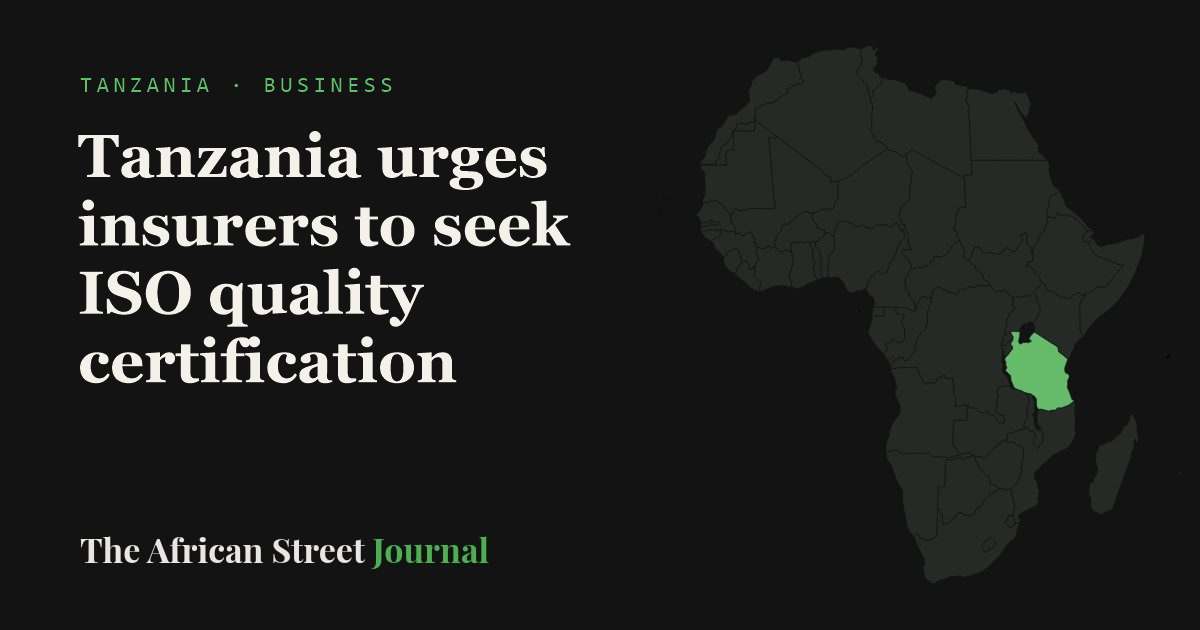 TANZANIA · BUSINESS
Tanzania urges
insurers to seek
ISO quality
certification
The African Street Journal